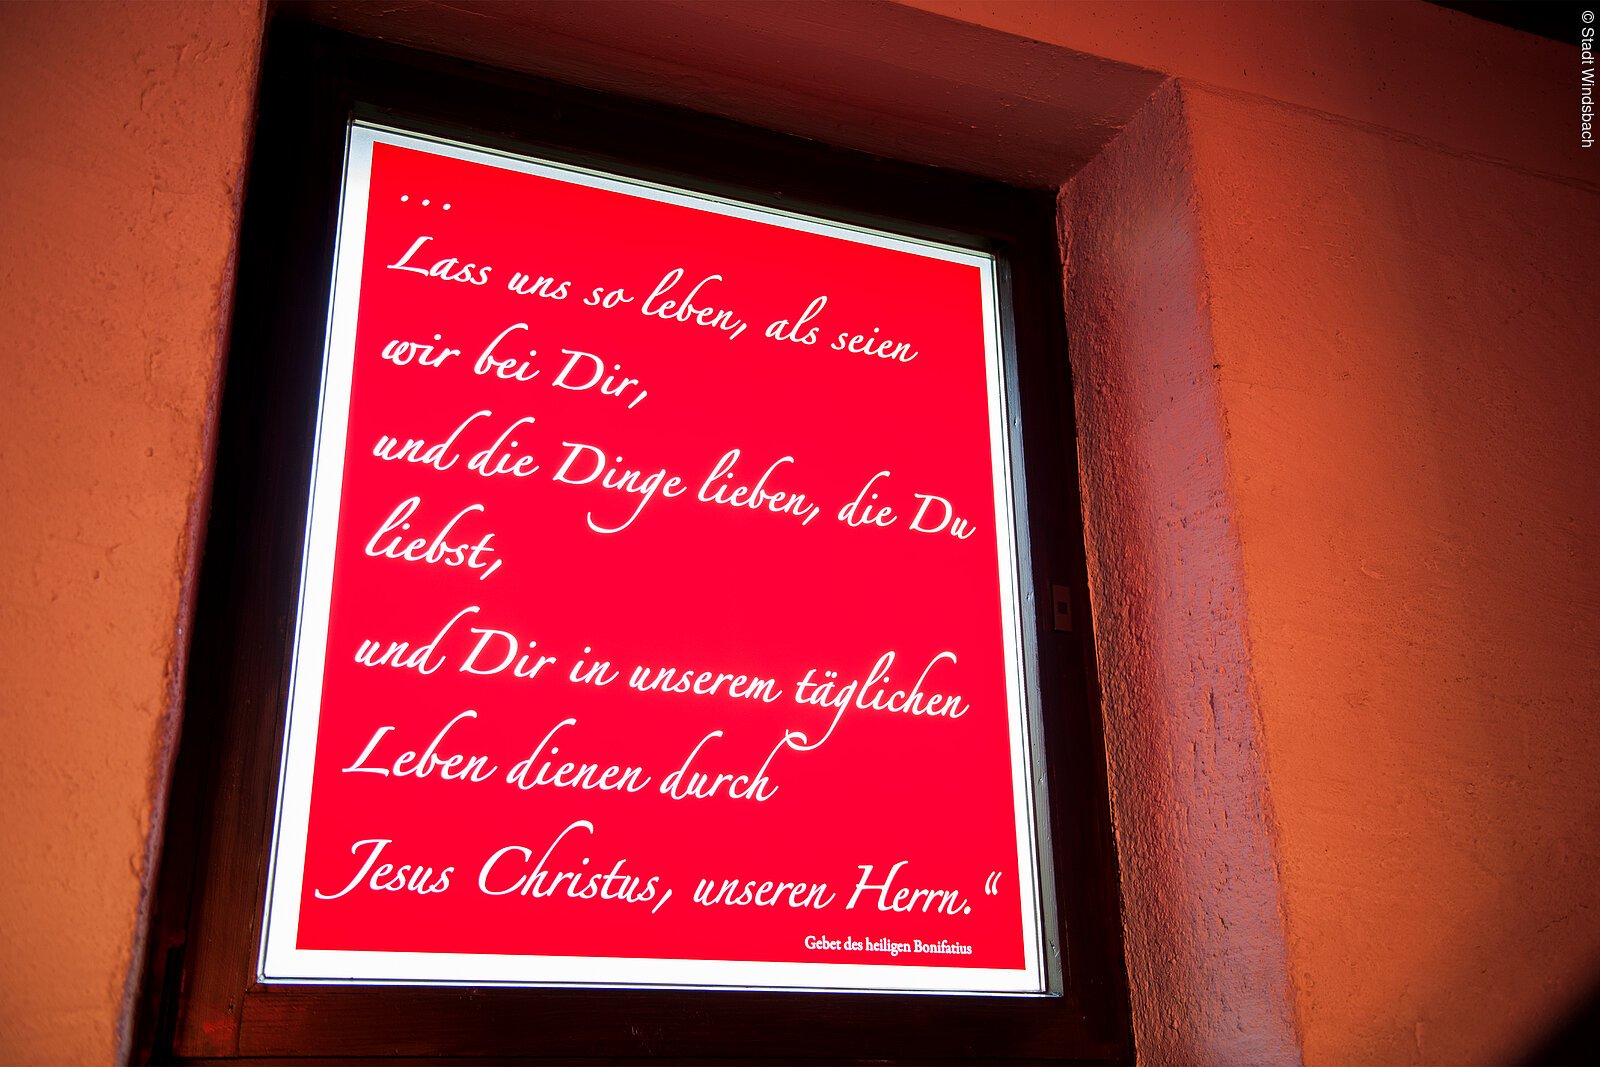 ...
Lass uns so leben, als seien
wir bei Dir,
und die Dinge lieben, die Du
liebst,
und Dir in unserem täglichen
Leben dienen durch
Jesus Christus, unseren Herrn.“
Gebet des heiligen Bonifatius
© Stadt Windsbach